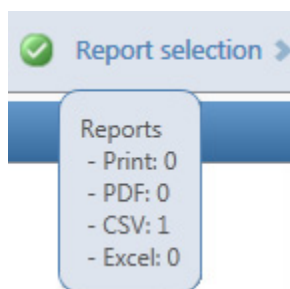 Report selection
Reports
- Print: 0
- PDF: 0
- CSV: 1
- Excel: 0